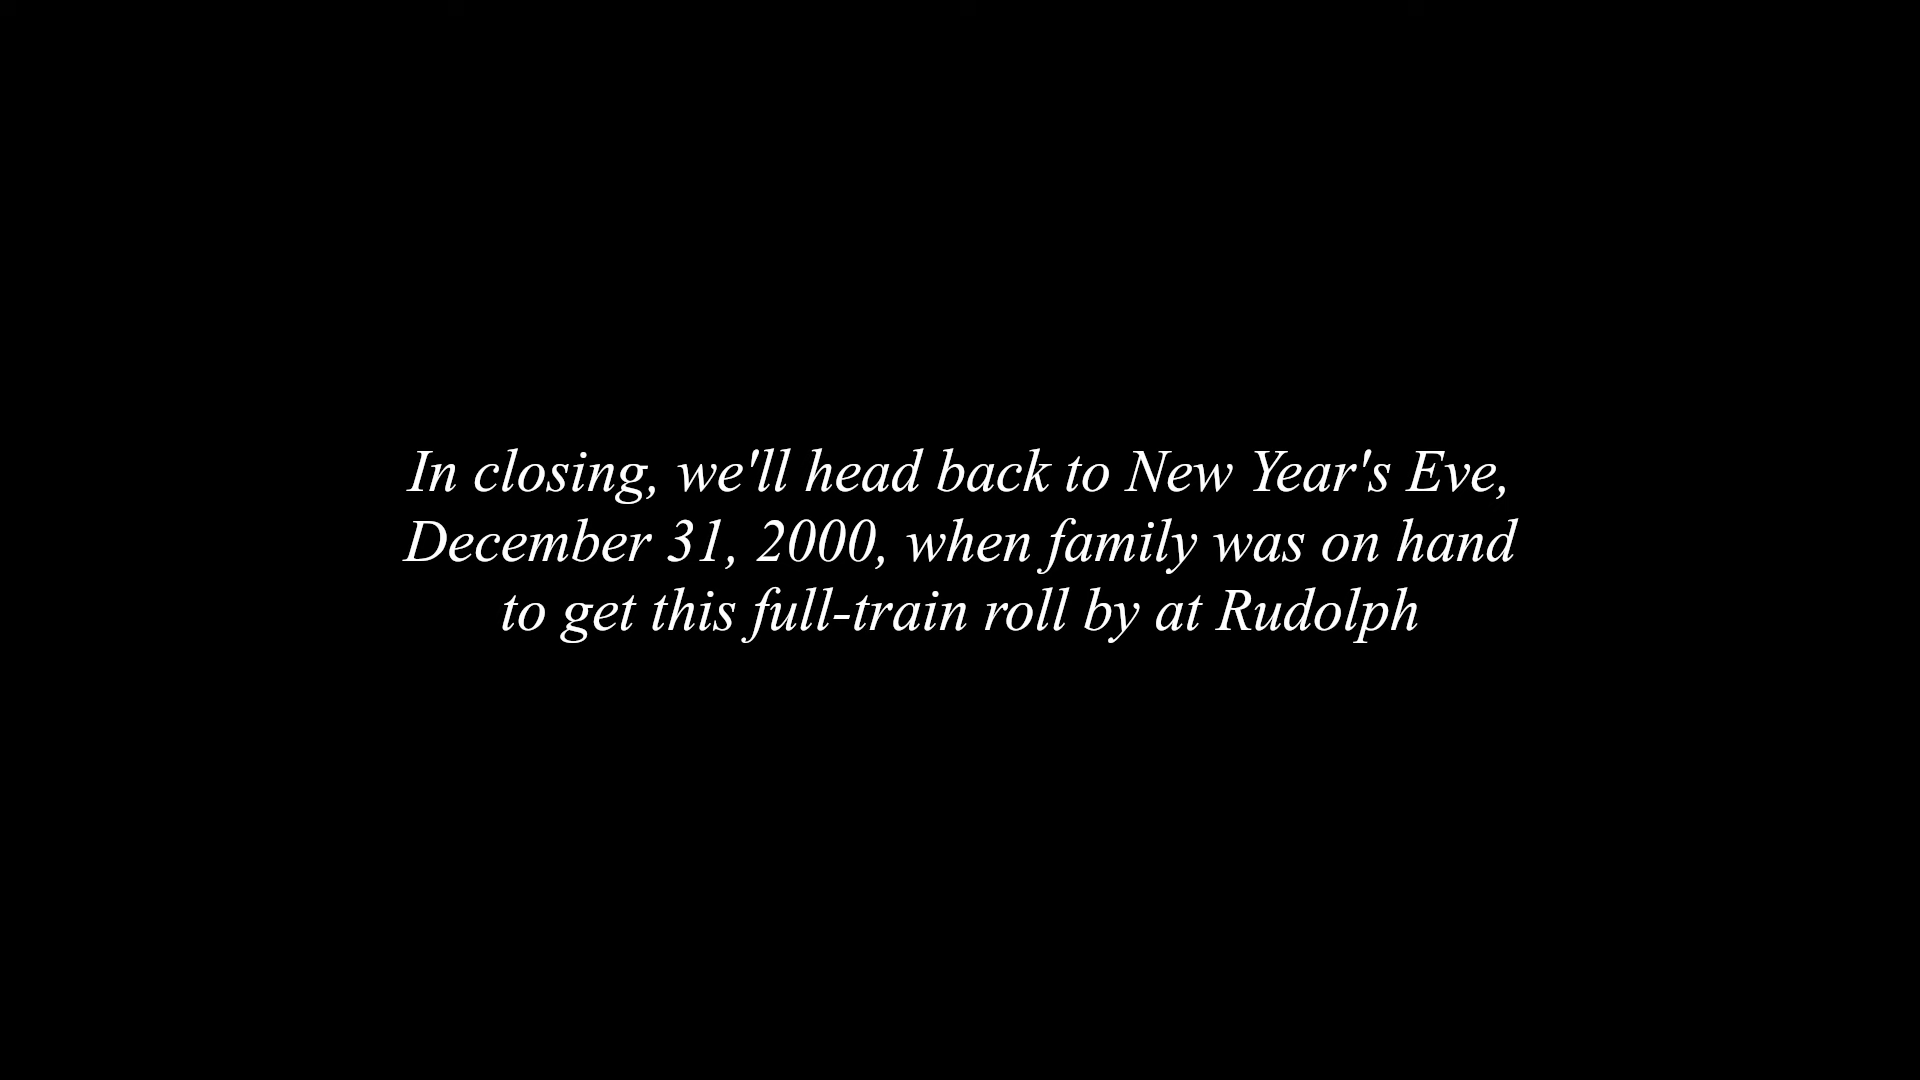 In closing, we'll head back to New Year's Eve,
December 31, 2000, when family was on hand
to get this full-train roll by at Rudolph